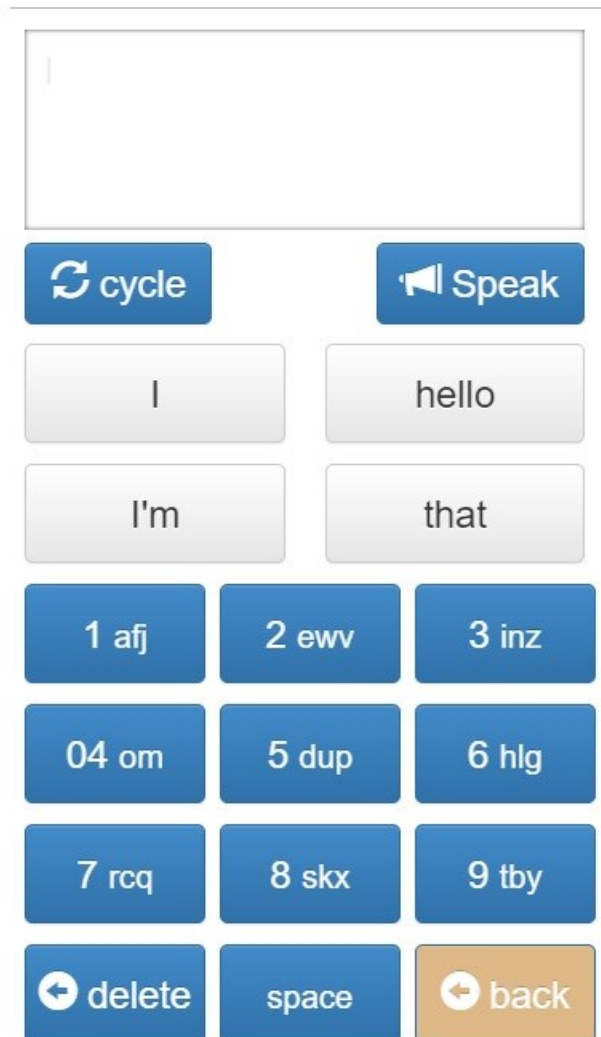 cycle Speak
I hello
I'm that
1 afj 2 ewv 3 inz
04 om 5 dup 6 hlg
7 rcq 8 skx 9 tby
delete space back